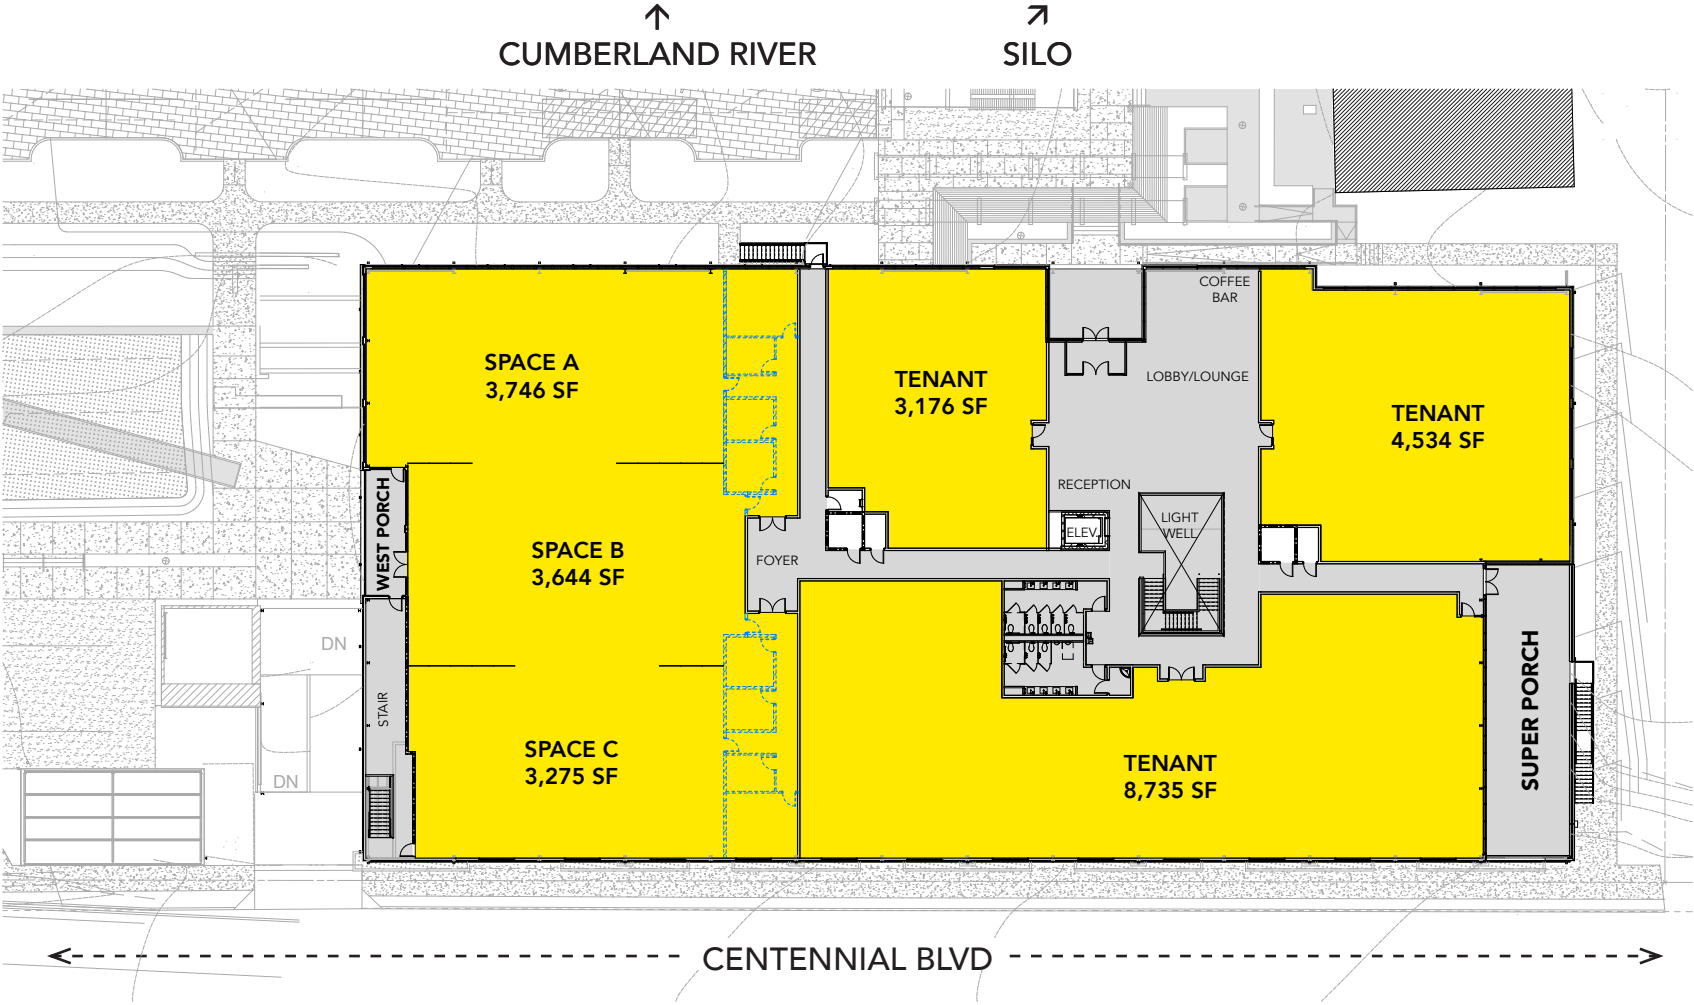 CUMBERLAND RIVER
SILO
COFFEE
BAR
SPACE A
3,746 SF
TENANT
3,176 SF
LOBBY/LOUNGE
TENANT
4,534 SF
WEST PORCH
RECEPTION
LIGHT
WELL
ELEV.
SPACE B
3,644 SF
FOYER
DN
STAIR
SUPER PORCH
SPACE C
3,275 SF
TENANT
8,735 SF
DN
CENTENNIAL BLVD